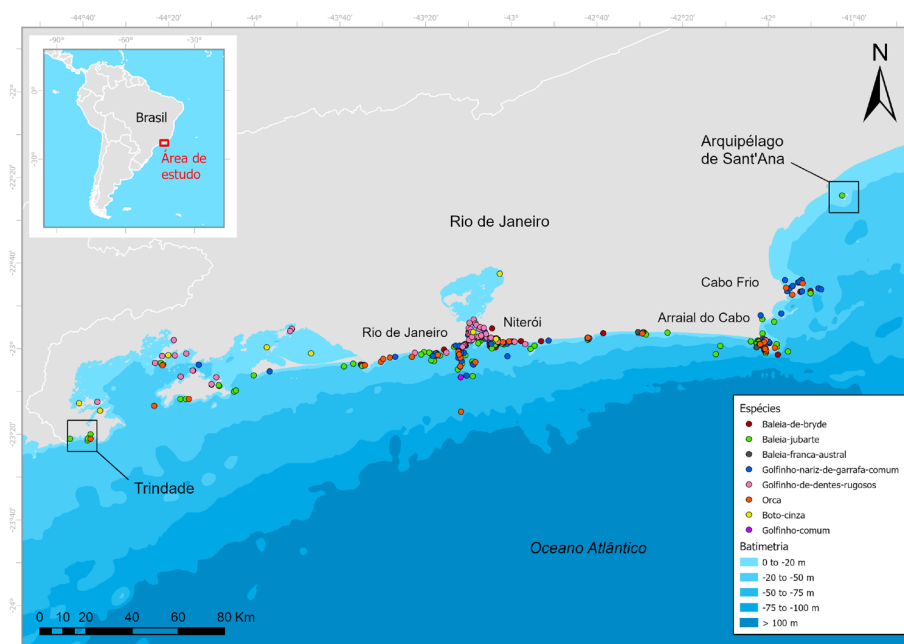 -44°40'
-44°20'
-44°
-43°40'
-43°20'
-43°
-42°40'
-42°20'
-42°
-41°40'
-90°
-60°
-30°
0°
-30°
Brasil
Área de
estudo
N
Arquipélago
de Sant'Ana
-22°
-22°20'
-22°40'
-23°
-23°20'
-23°40'
-24°
Rio de Janeiro
Cabo Frio
Rio de Janeiro
Niterói
Arraial do Cabo
Trindade
Oceano Atlântico
Espécies
Baleia-de-bryde
Baleia-jubarte
Baleia-franca-austral
Golfinho-nariz-de-garrafa-comum
Golfinho-de-dentes-rugosos
Orca
Boto-cinza
Golfinho-comum
Batimetria
0 to -20 m
-20 to -50 m
-50 to -75 m
-75 to -100 m
> 100 m
0 10 20 40 60 80 Km